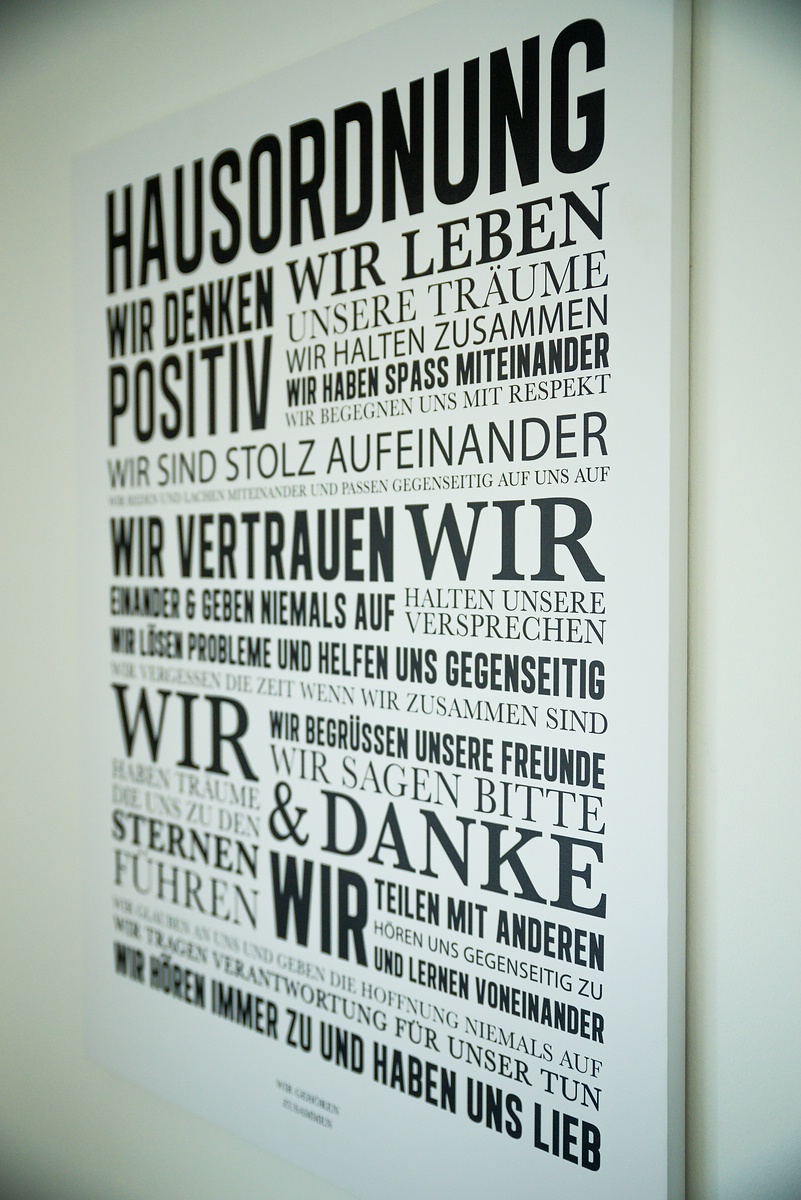 HAUSORDNUNG
WIR DENKEN
POSITIV
WIR LEBEN
UNSERE TRÄUME
WIR HALTEN ZUSAMMEN
WIR HABEN SPASS MITEINANDER
WIR BEGEGNEN UNS MIT RESPEKT
WIR SIND STOLZ AUFEINANDER
WIR REDEN UND LACHEN MITEINANDER UND PASSEN GEGENSEITIG AUF UNS AUF
WIR VERTRAUEN
EINANDER & GEBEN NIEMALS AUF
WIR
HALTEN UNSERE
VERSPRECHEN
WIR LÖSEN PROBLEME UND HELFEN UNS GEGENSEITIG
WIR VERGESSEN DIE ZEIT WENN WIR ZUSAMMEN SIND
WIR
HABEN TRÄUME
DIE UNS ZU DEN
STERNEN
FÜHREN
WIR BEGRÜSSEN UNSERE FREUNDE
WIR SAGEN BITTE
& DANKE
WIR
TEILEN MIT ANDEREN
HÖREN UNS GEGENSEITIG ZU
UND LERNEN VONEINANDER
WIR GLAUBEN AN UNS UND GEBEN DIE HOFFNUNG NIEMALS AUF
WIR TRAGEN VERANTWORTUNG FÜR UNSER TUN
WIR HÖREN IMMER ZU UND HABEN UNS LIEB
WIR GEHÖREN
ZUSAMMEN